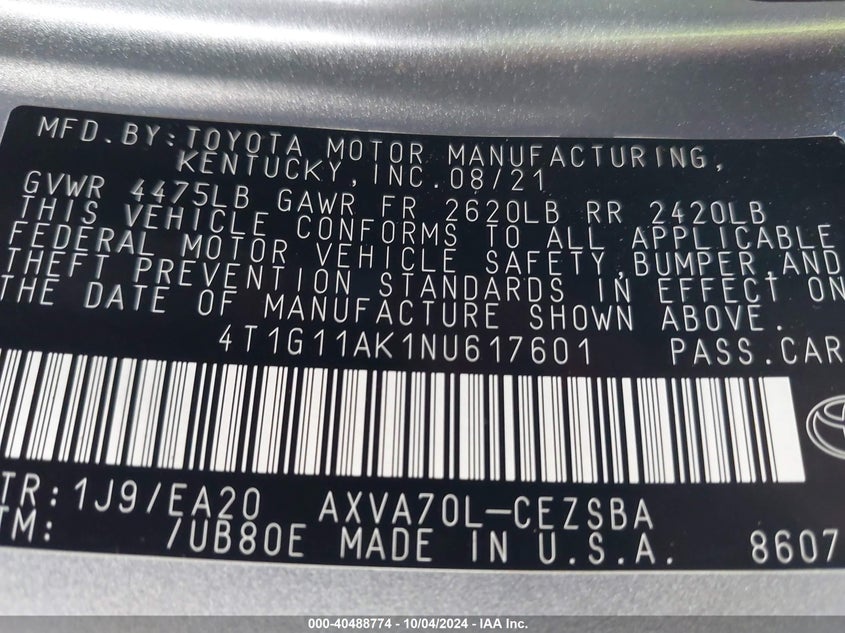 MFD.BY:TOYOTA MOTOR MANUFACTURING,
KENTUCKY,INC.08/21
GVWR 4475LB GAWR FR 2620LB RR 2420LB
THIS VEHICLE CONFORMS TO ALL APPLICABLE
FEDERAL MOTOR VEHICLE SAFETY,BUMPER,AND
THEFT PREVENTION STANDARDS IN EFFECT ON
THE DATE OF MANUFACTURE SHOWN ABOVE.
4T1G11AK1NU617601 PASS.CAR
TR: 1J9/EA20 AXVA70L-CEZSBA
TM: /UB80E MADE IN U.S.A. 8607
000-40488774 - 10/04/2024 - IAA Inc.